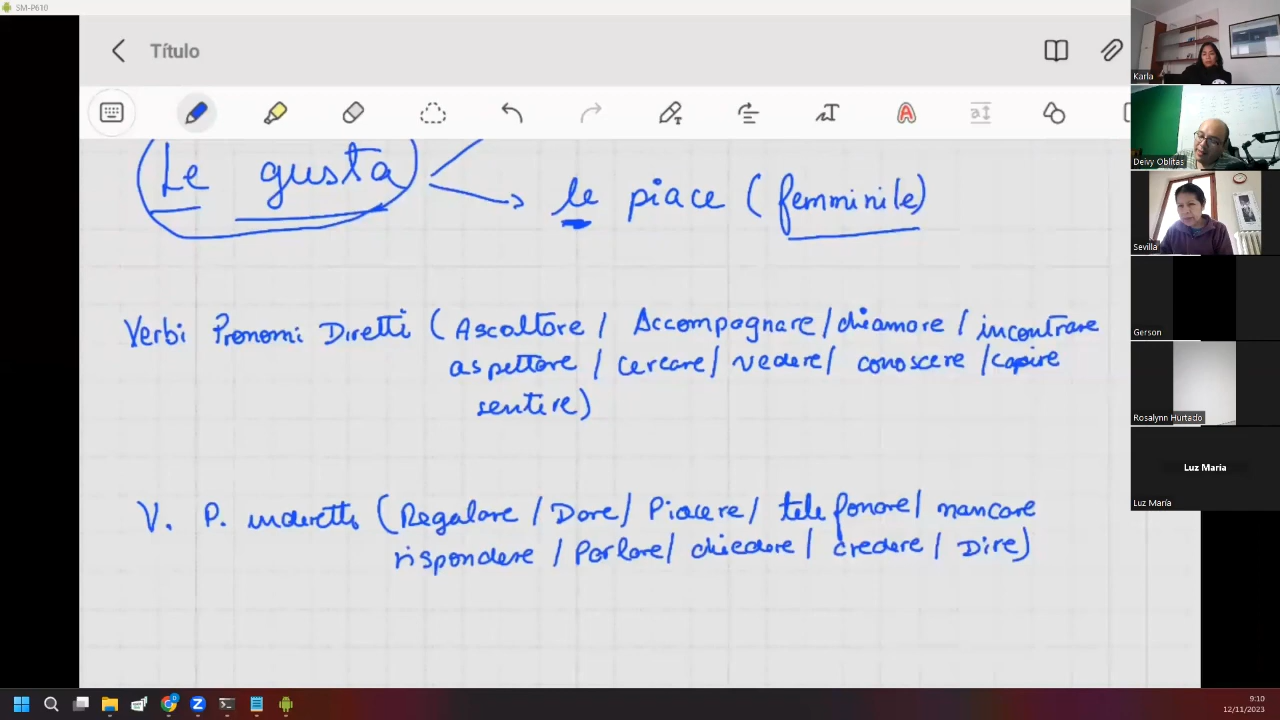 SM-P610
Título
Le gusta
le piace (femminile)
Verbi Pronomi Diretti (Ascoltare / Accompagnare / chiamare / incontrare
aspettare / cercare / vedere / conoscere / capire
sentire)
V. P. indiretti (Regalare / Dare / Piacere / telefonare / mancare
rispondere / Parlare / chiedere / credere / Dire)
Karla
Deivy Oblitas
Sevilla
Gerson
Rosalynn Hurtado
Luz María
Luz María
9:10
12/11/2023